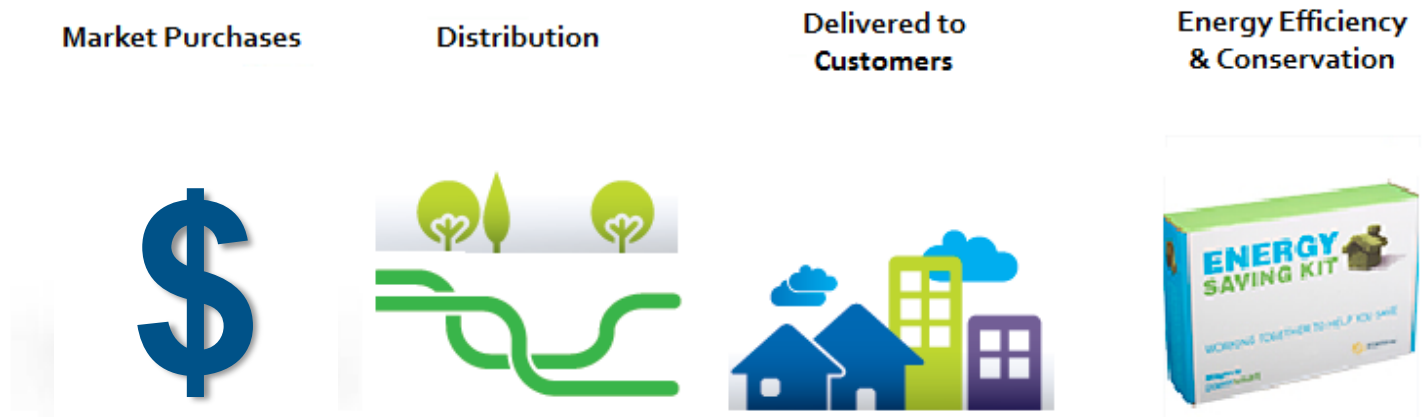 Market Purchases
Distribution
Delivered to
Customers
Energy Efficiency
& Conservation
$
ENERGY
SAVING KIT
WORKING TOGETHER TO HELP YOU SAVE